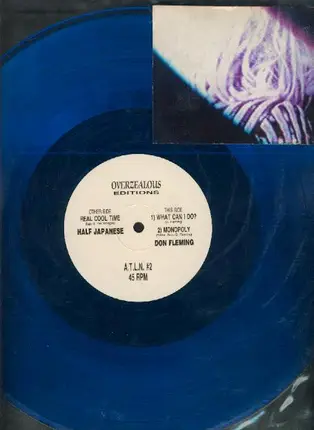 OVERZEALOUS
EDITIONS
OTHER SIDE
REAL COOL TIME
HALF JAPANESE
THIS SIDE
1) WHAT CAN I DO?
2) MONOPOLY
DON FLEMING
A.T.L.N. #2
45 RPM